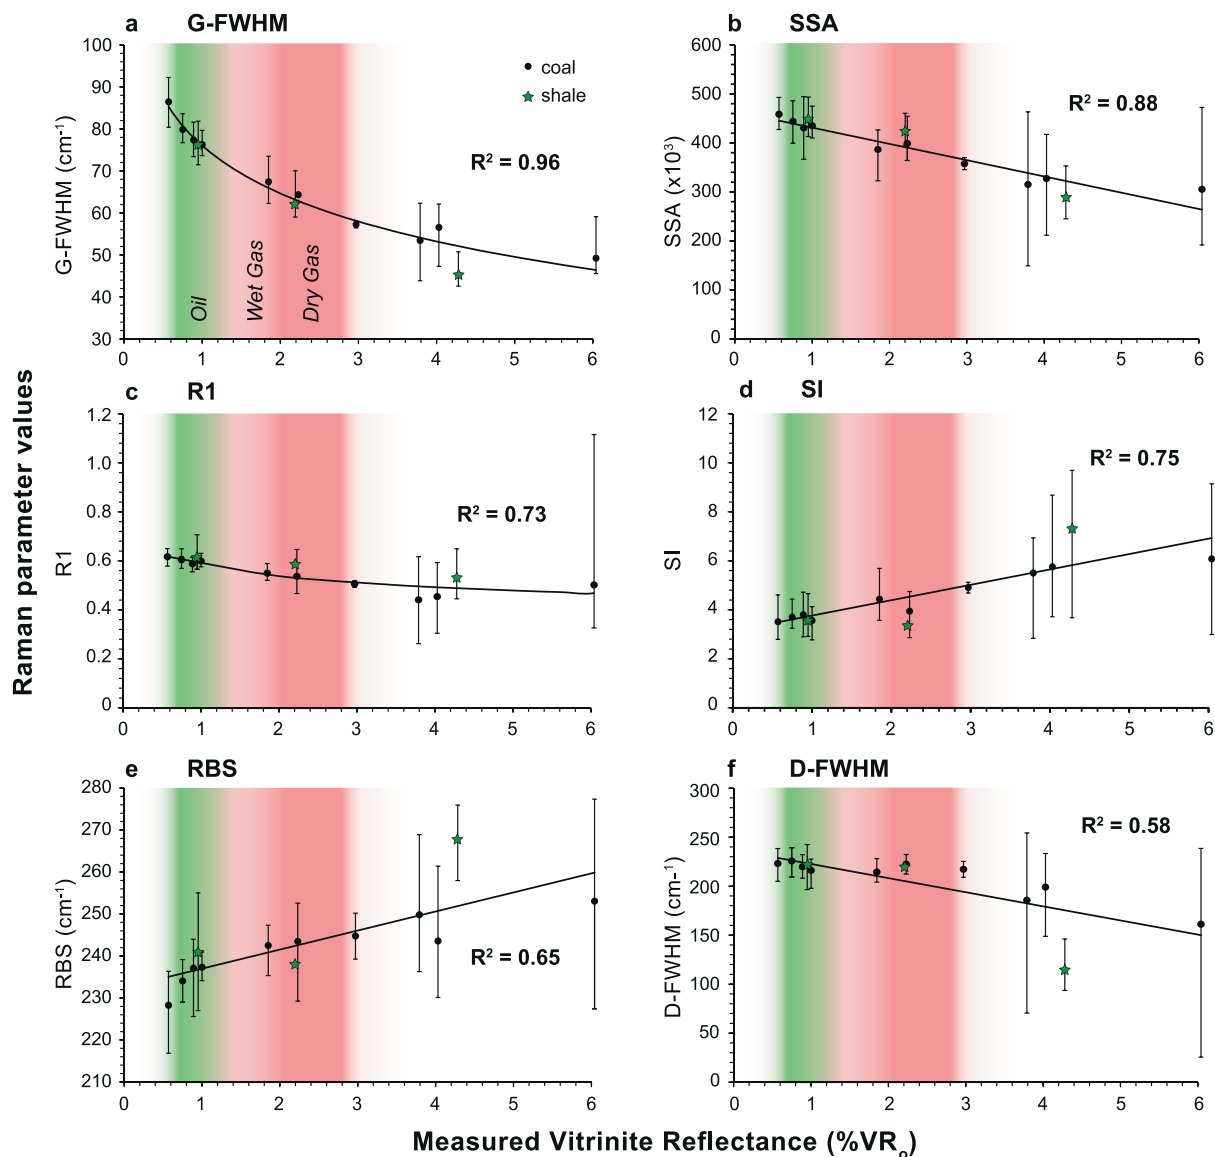 a G-FWHM
100
90
80
70
60
50
40
30
G-FWHM (cm⁻¹)
coal
shale
R² = 0.96
Oil
Wet Gas
Dry Gas
0 1 2 3 4 5 6
b SSA
600
500
400
300
200
100
0
SSA (x10³)
R² = 0.88
0 1 2 3 4 5 6
c R1
1.2
1.0
0.8
0.6
0.4
0.2
0
R1
R² = 0.73
0 1 2 3 4 5 6
d SI
12
10
8
6
4
2
0
SI
R² = 0.75
0 1 2 3 4 5 6
e RBS
280
270
260
250
240
230
220
210
RBS (cm⁻¹)
R² = 0.65
0 1 2 3 4 5 6
f D-FWHM
300
250
200
150
100
50
0
D-FWHM (cm-¹)
R² = 0.58
0 1 2 3 4 5 6
Raman parameter values
Measured Vitrinite Reflectance (%VRₒ)